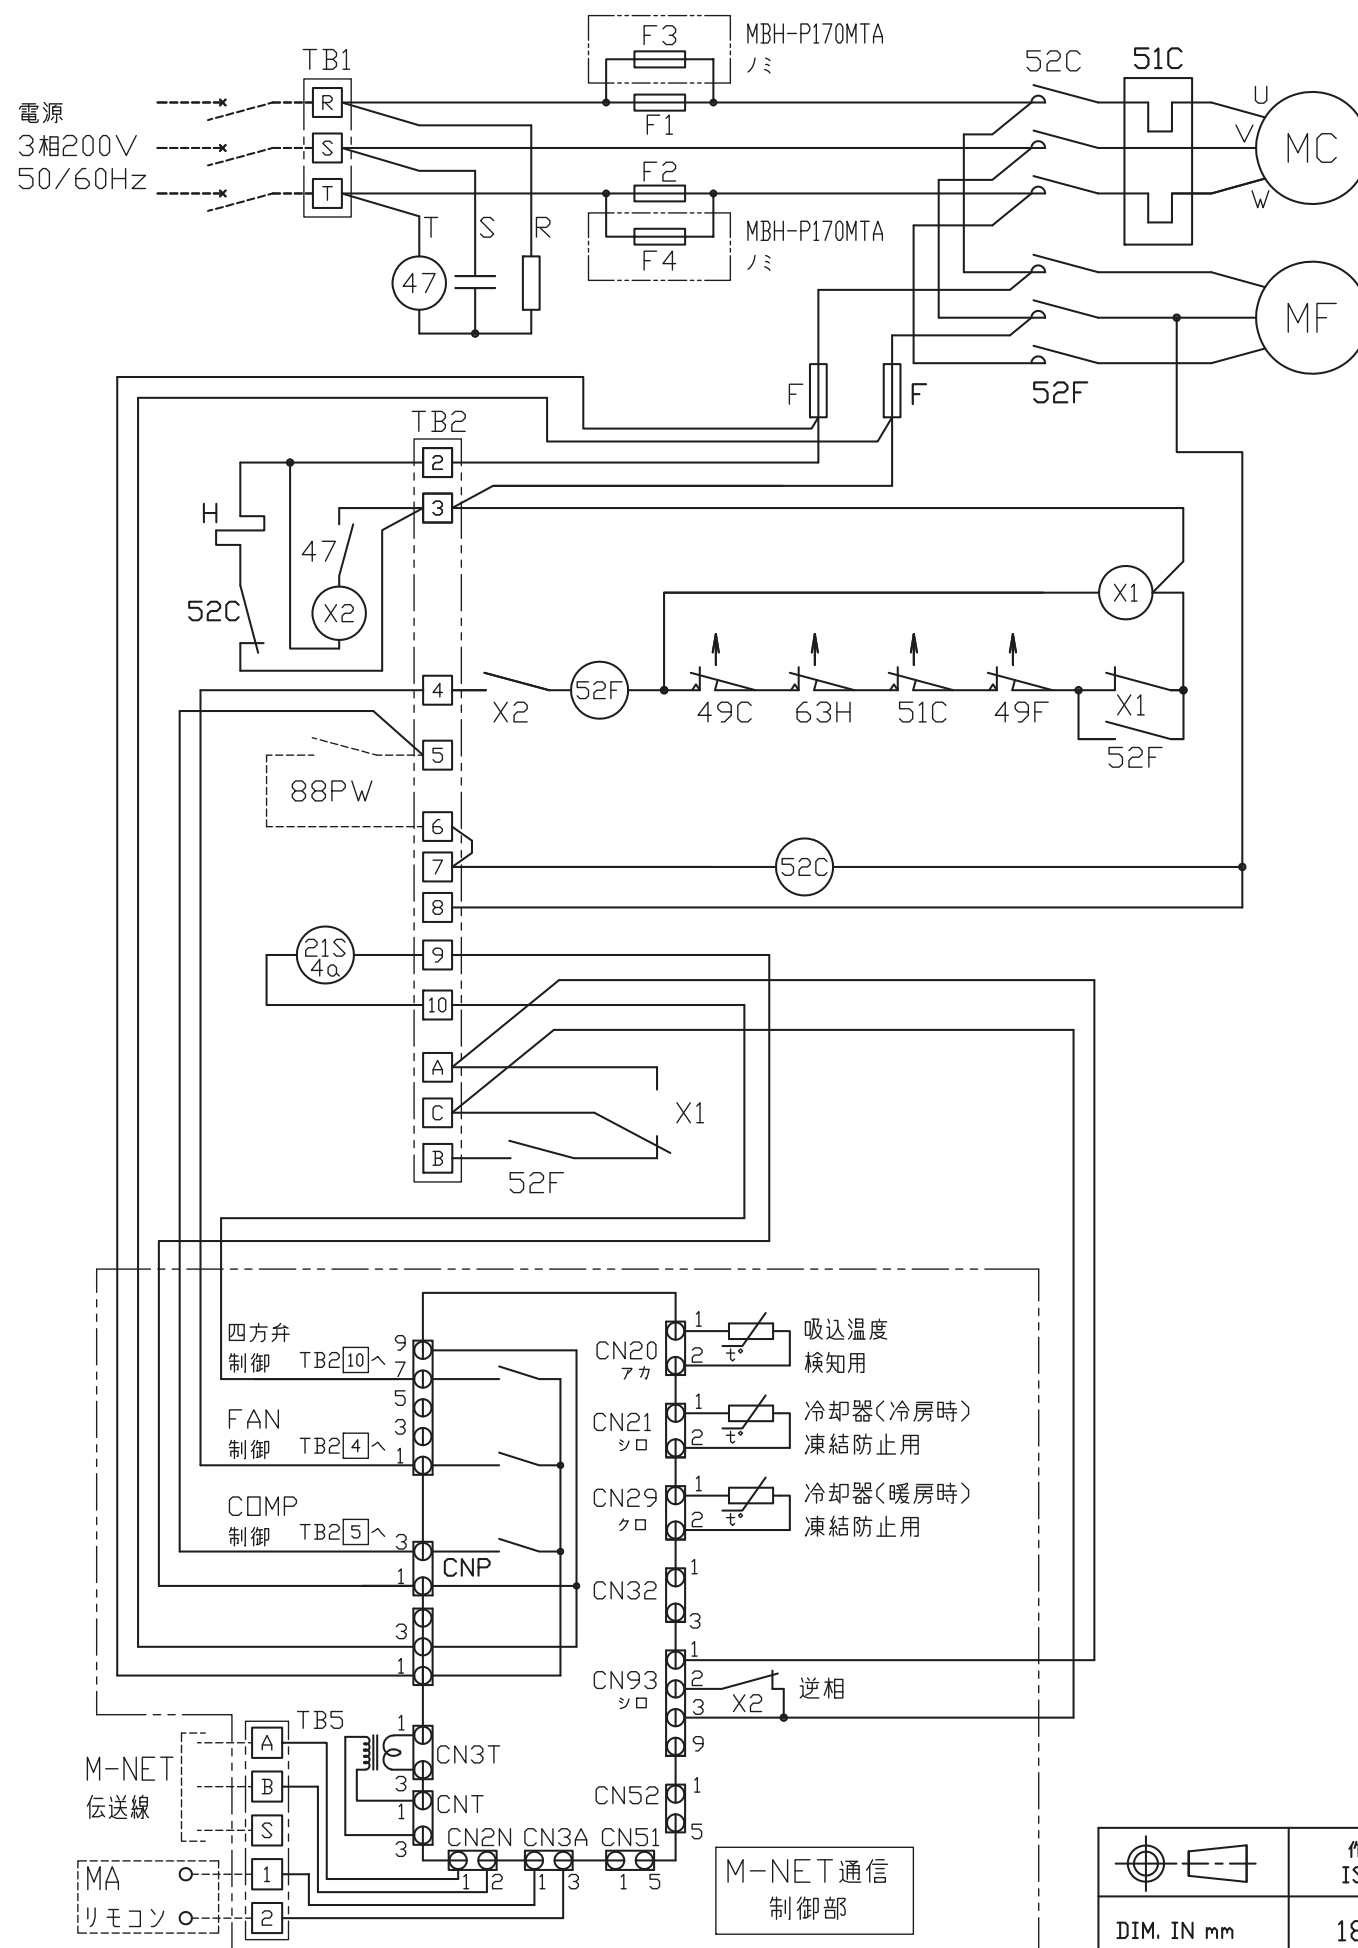 F3
MBH-P170MTA
ノミ
TB1
52C
51C
電源
3相200V
50/60Hz
R
F1
U
S
V
MC
F2
T
W
MBH-P170MTA
F4
ノミ
T
S
R
47
MF
F
F
52F
TB2
2
H
3
47
52C
X2
X1
4
X2
52F
49C
63H
51C
49F
X1
52F
5
88PW
6
7
52C
8
21S
4a
9
10
A
C
X1
B
52F
四方弁
制御 TB2 10 へ
9
7
5
3
1
FAN
制御 TB2 4 へ
COMP
制御 TB2 5 へ
3
1
CNP
3
1
CN20
アカ
1
2
t°
吸込温度
検知用
CN21
シロ
1
2
t°
冷却器(冷房時)
凍結防止用
CN29
クロ
1
2
t°
冷却器(暖房時)
凍結防止用
CN32
1
3
CN93
シロ
1
2
3
9
X2
逆相
TB5
A
B
S
1
2
M-NET
伝送線
MA
リモコン
1
3
CN3T
1
3
CNT
CN52
1
5
CN2N
CN3A
CN51
1
2
1
3
1
5
M-NET通信
制御部
IS
DIM. IN mm
18